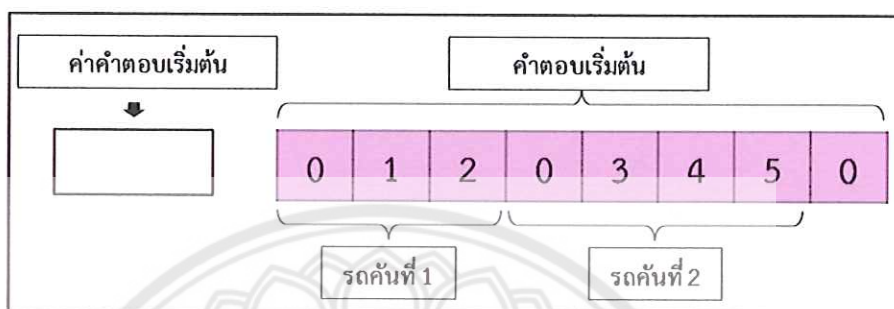 ค่าคำตอบเริ่มต้น
คำตอบเริ่มต้น
0 1 2 0 3 4 5 0
รถคันที่ 1
รถคันที่ 2